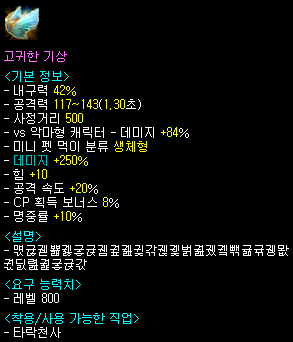 고귀한 기상
<기본 정보>
- 내구력 42%
- 공격력 117~143(1,30초)
- 사정거리 500
- vs 악마형 캐릭터 - 데미지 +84%
- 미니 펫 먹이 분류 생체형
- 데미지 +250%
- 힘 +10
- 공격 속도 +20%
- CP 획득 보너스 8%
- 명중률 +10%
<설명>
<요구 능력치>
- 레벨 800
<착용/사용 가능한 직업>
- 타락천사